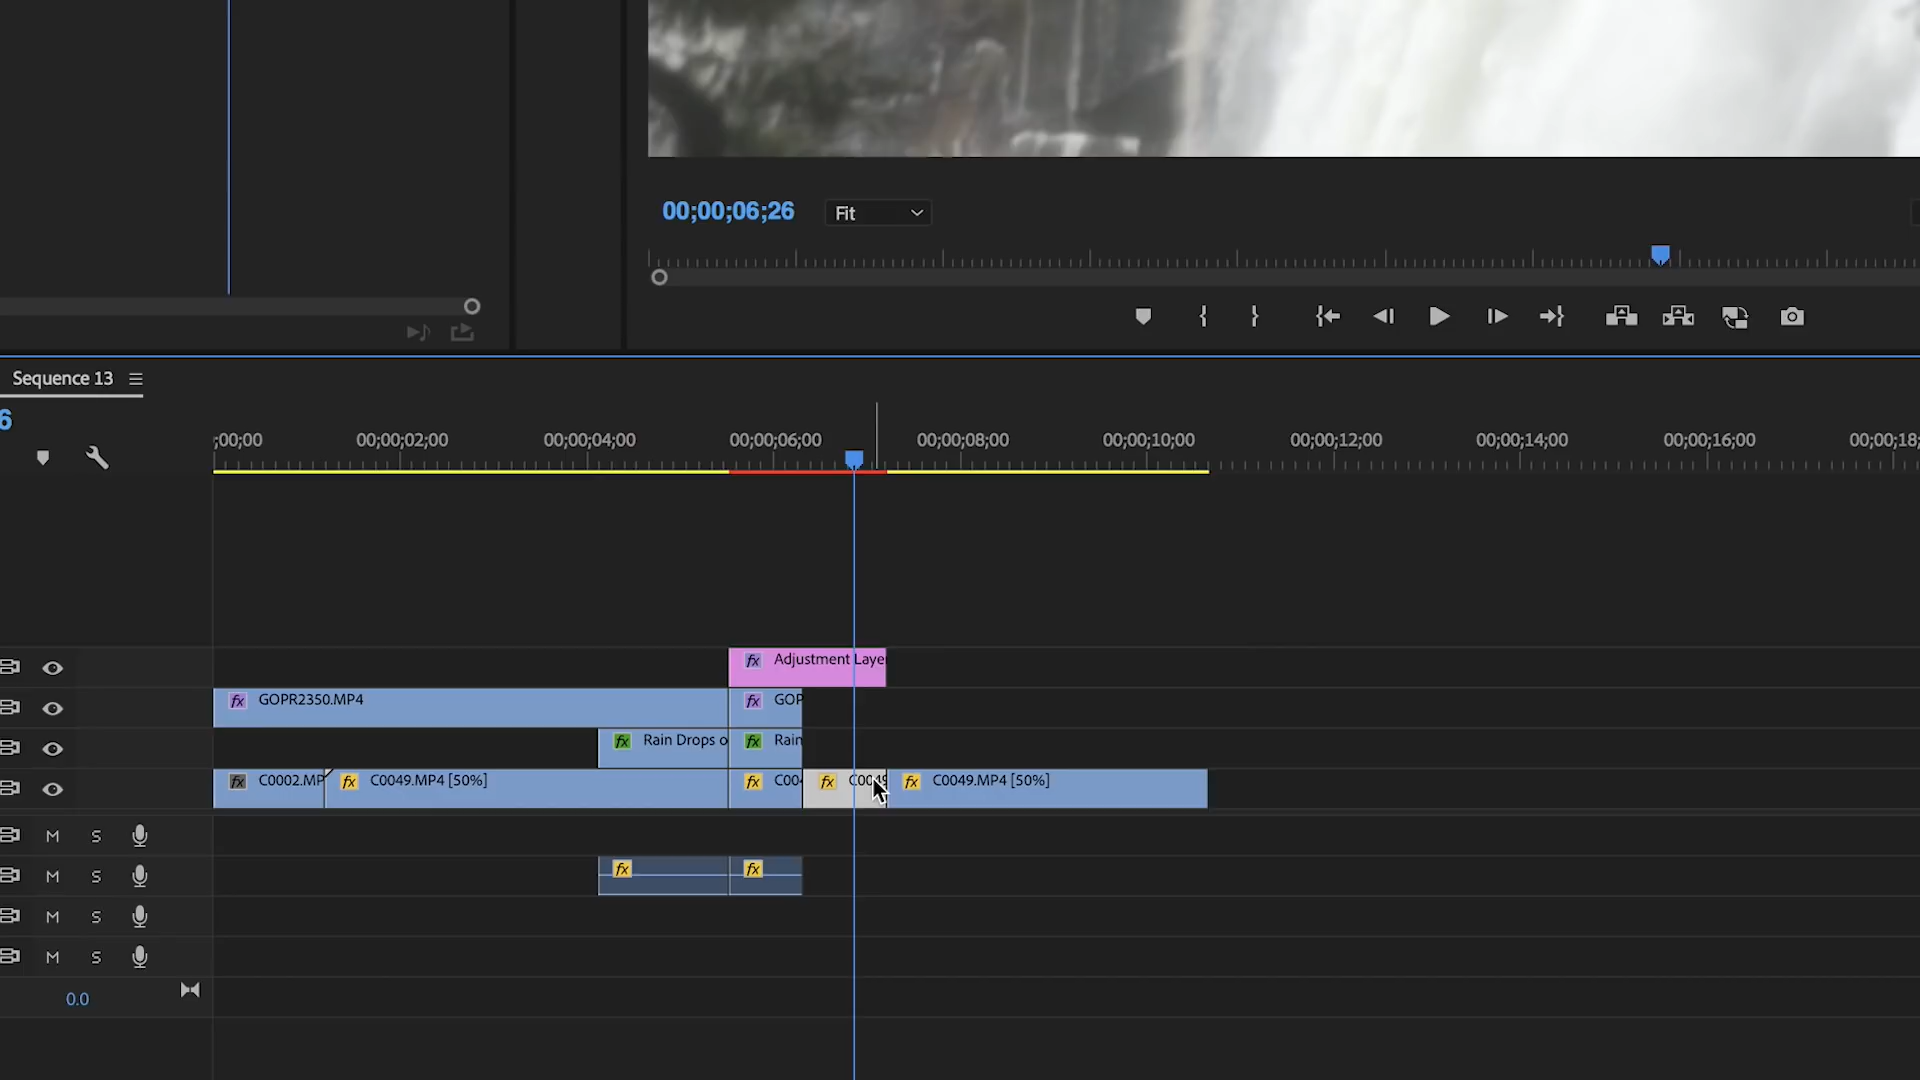 00;00;06;26
Fit
Sequence 13
6
;00;00
00;00;02;00
00;00;04;00
00;00;06;00
00;00;08;00
00;00;10;00
00;00;12;00
00;00;14;00
00;00;16;00
00;00;18;
fx Adjustment Laye
fx GOPR2350.MP4
fx GOP
fx Rain Drops o
fx Rain
fx C0002.MP
fx C0049.MP4 [50%]
fx C004
fx C0049
fx C0049.MP4 [50%]
M S
M S
fx
fx
M S
M S
0.0